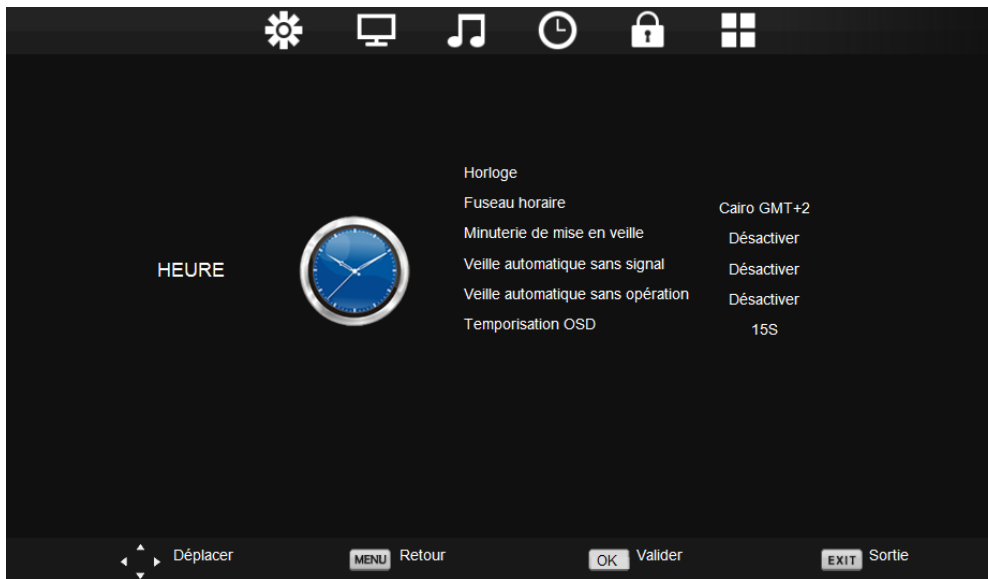 Horloge
Fuseau horaire Cairo GMT+2
Minuterie de mise en veille Désactiver
HEURE
Veille automatique sans signal Désactiver
Veille automatique sans opération Désactiver
Temporisation OSD 15S
Déplacer MENU Retour OK Valider EXIT Sortie